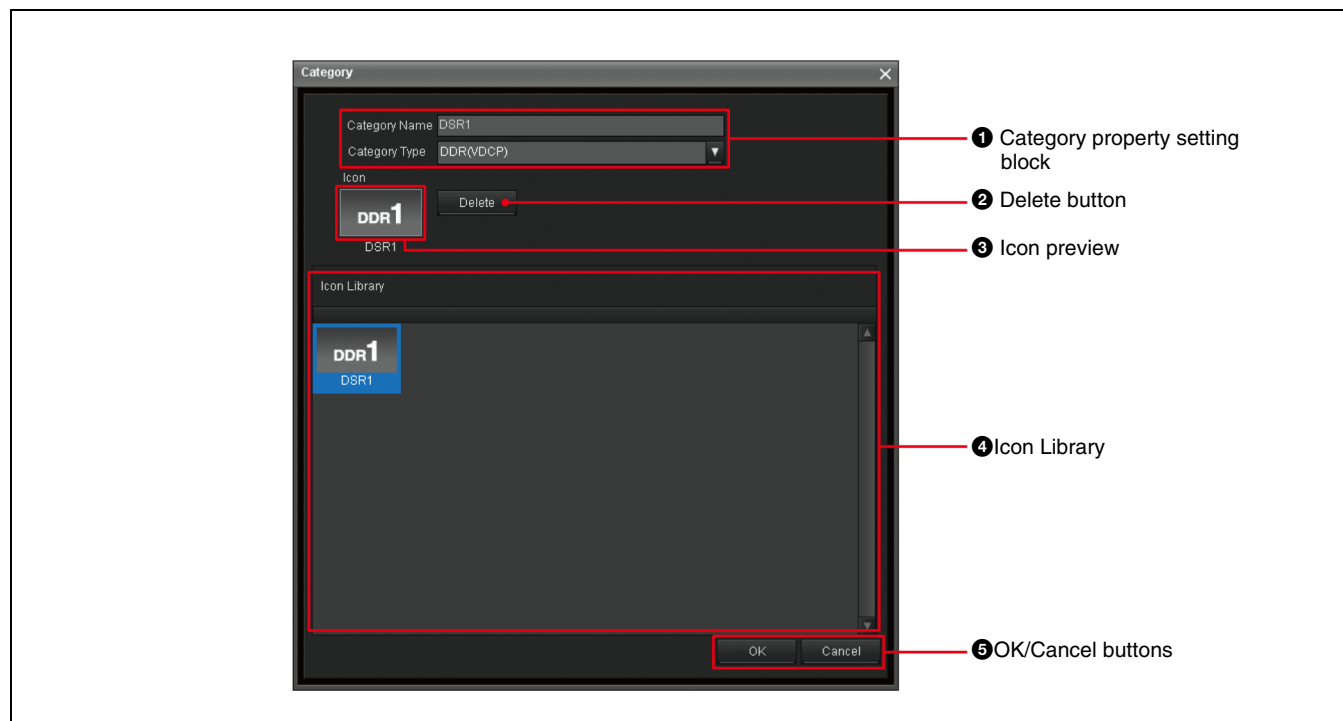 Category
Category Name DSR1
Category Type DDR(VDCP)
Icon
DDR1
Delete
DSR1
Icon Library
DDR1
DSR1
OK Cancel
❶ Category property setting
block
❷ Delete button
❸ Icon preview
❹Icon Library
❺OK/Cancel buttons